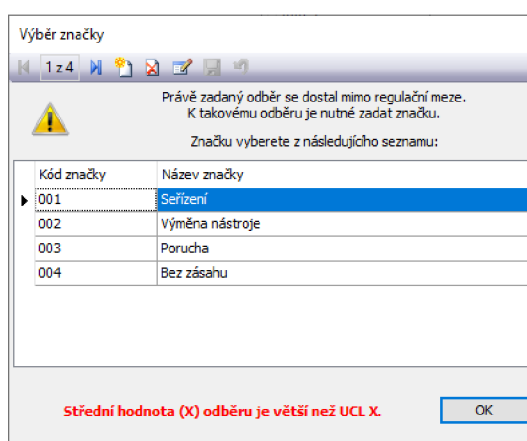 Výběr značky
1 z 4
Právě zadaný odběr se dostal mimo regulační meze.
K takovému odběru je nutné zadat značku.
Značku vyberete z následujícího seznamu:
Kód značky Název značky
001 Seřízení
002 Výměna nástroje
003 Porucha
004 Bez zásahu
Střední hodnota (X) odběru je větší než UCL X. OK